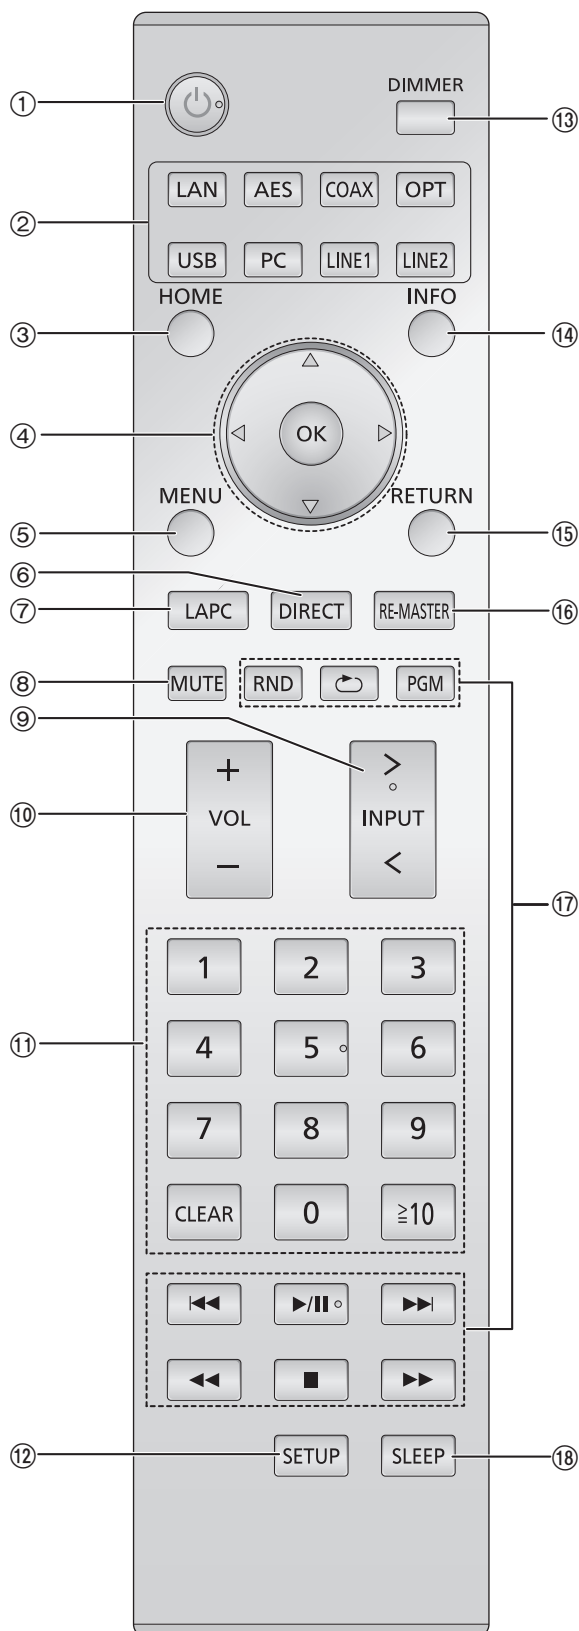 ① DIMMER ⑬
② LAN AES COAX OPT
USB PC LINE1 LINE2
HOME INFO
③ ⑭
④ OK
MENU RETURN
⑤ ⑮
⑥
⑦ LAPC DIRECT RE-MASTER ⑯
⑧ MUTE RND PGM
⑨
+ >
⑩ VOL INPUT
− <
⑰
1 2 3
⑪ 4 5 6
7 8 9
CLEAR 0 ≧10
⑫ SETUP SLEEP ⑱